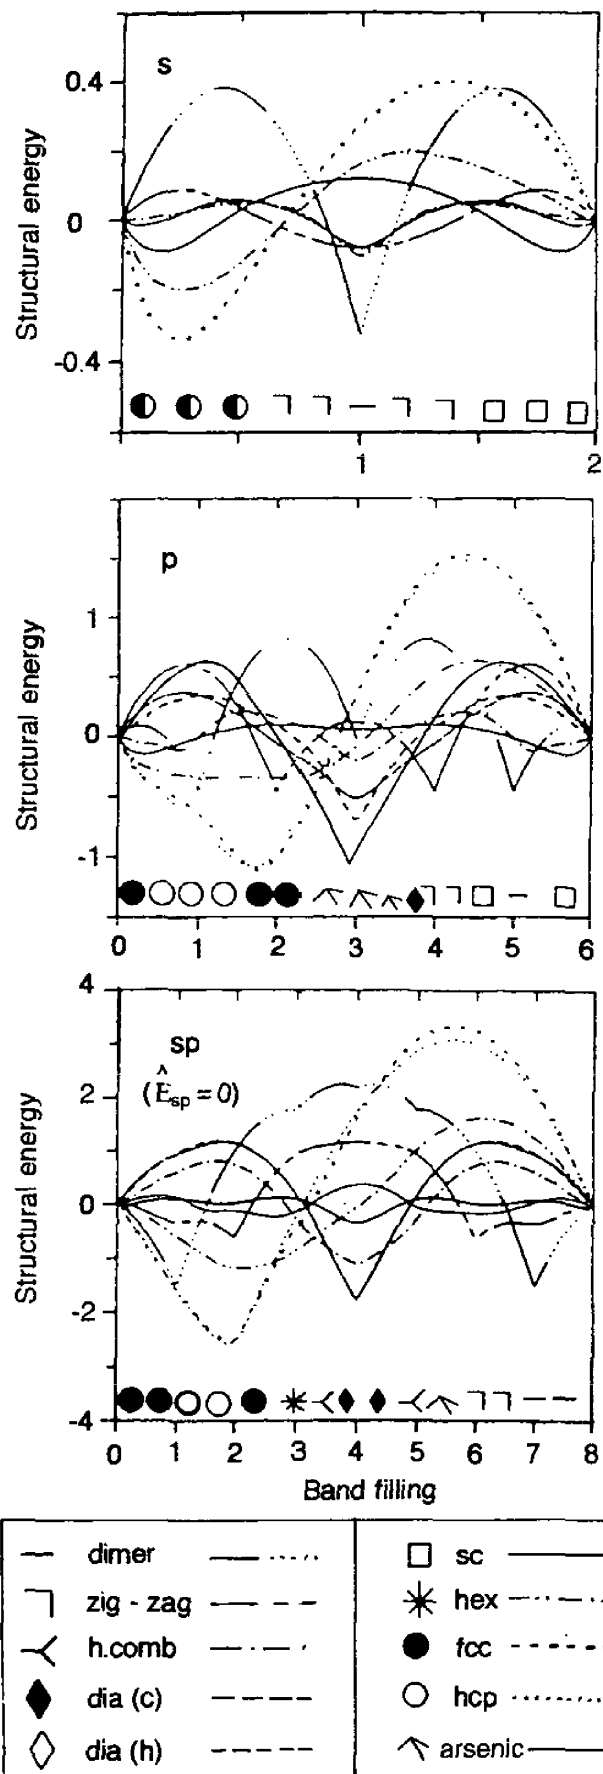 s
0.4
0
-0.4
Structural energy
1
2
p
1
0
-1
Structural energy
0 1 2 3 4 5 6
4
sp
(Êsp = 0)
2
0
-2
-4
Structural energy
0 1 2 3 4 5 6 7 8
Band filling
dimer
zig - zag
h.comb
dia (c)
dia (h)
sc
hex
fcc
hcp
arsenic